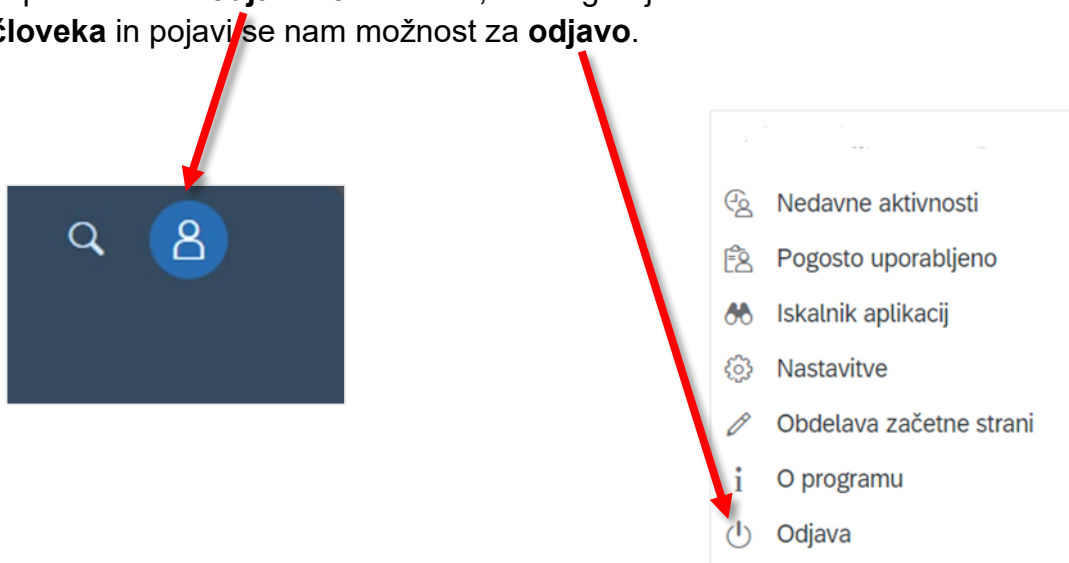 človeka in pojavi se nam možnost za odjavo.
Nedavne aktivnosti
Pogosto uporabljeno
Iskalnik aplikacij
Nastavitve
Obdelava začetne strani
O programu
Odjava